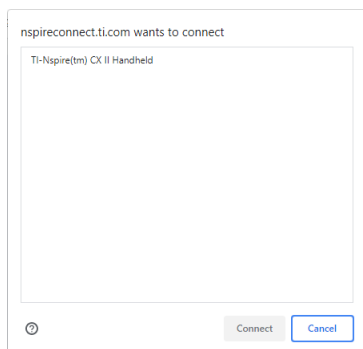 nspireconnect.ti.com wants to connect
TI-Nspire(tm) CX II Handheld
Connect
Cancel